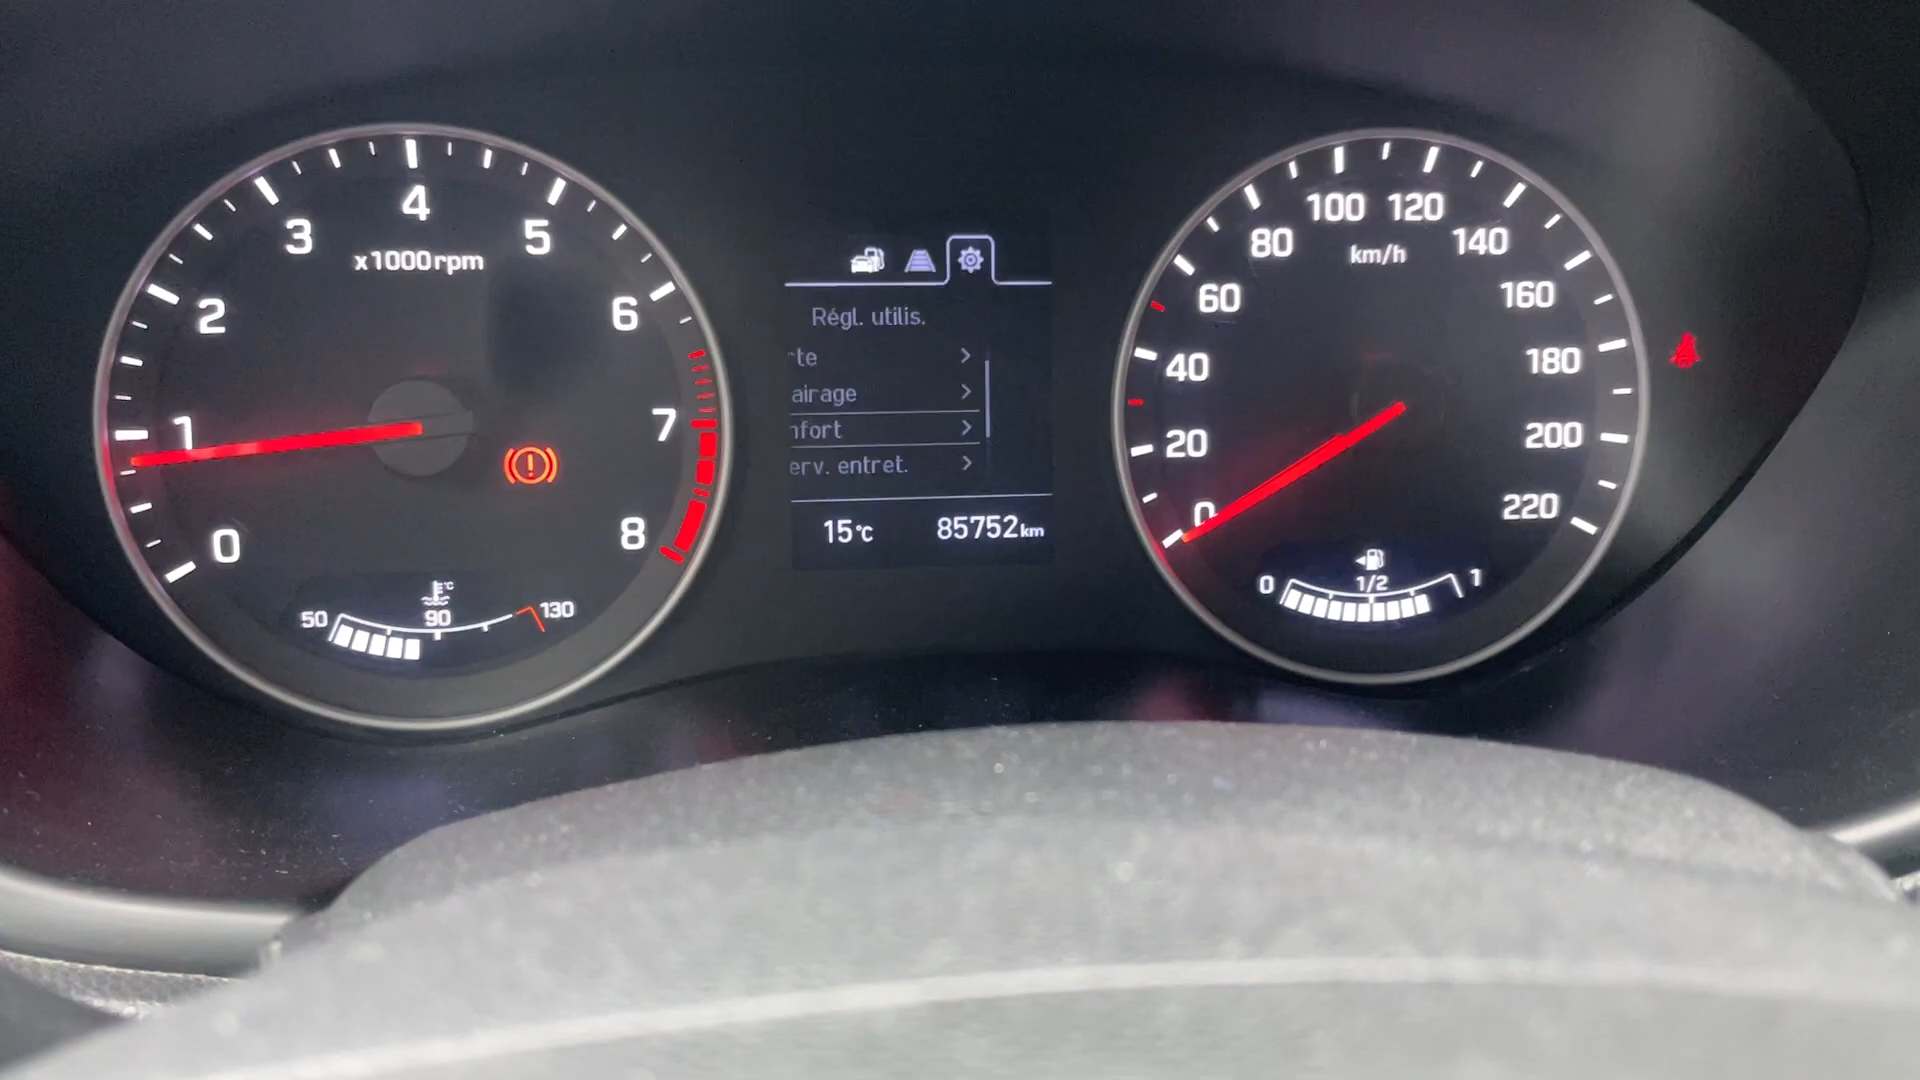 4
3
5
x1000rpm
2
6
1
7
0
8
50
90
°C
130
Régl. utilis.
te
airage
nfort
erv. entret.
15°C
85752km
100
120
80
140
km/h
60
160
40
180
20
200
0
220
0
1/2
1